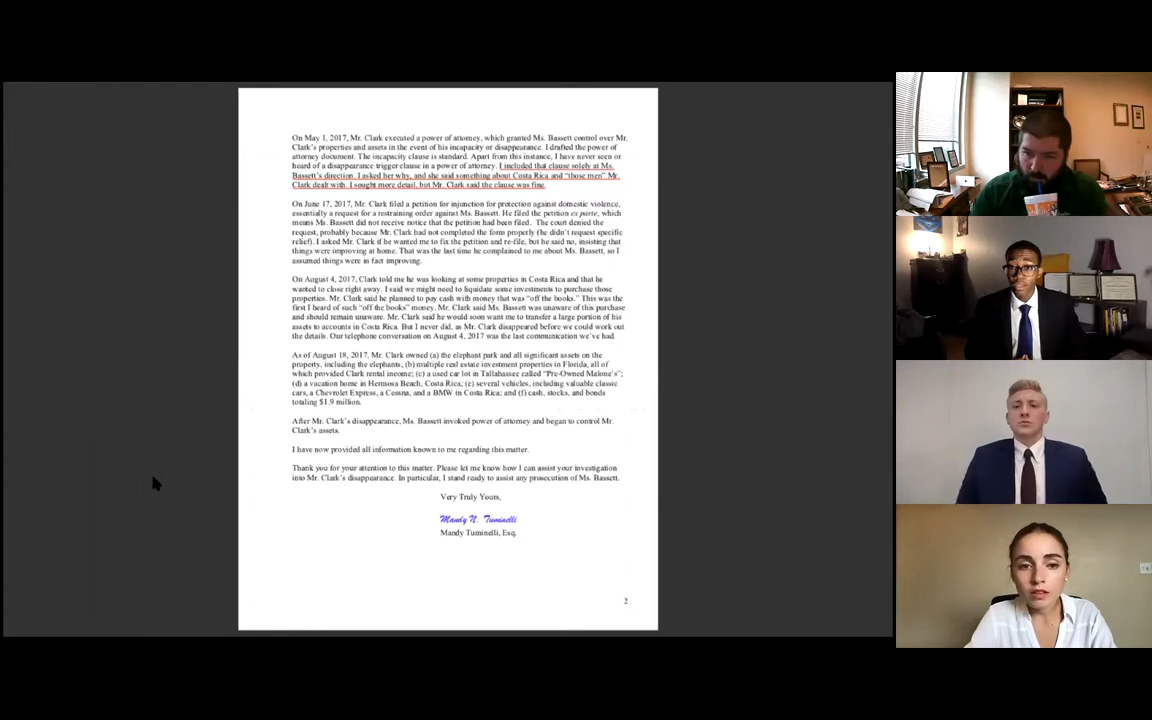 On May 1, 2017, Mr. Clark executed a power of attorney, which granted Ms. Bassett control over Mr.
Clark's properties and assets in the event of his incapacity or disappearance. I drafted the power of
attorney document. The incapacity clause is standard. Apart from this instance, I have never seen or
heard of a disappearance trigger clause in a power of attorney. I included that clause solely at Ms.
Bassett's direction. I asked her why, and she said something about Costa Rica and "those men" Mr.
Clark dealt with. I sought more detail, but Mr. Clark said the clause was fine.
On June 17, 2017, Mr. Clark filed a petition for injunction for protection against domestic violence,
essentially a request for a restraining order against Ms. Bassett. He filed the petition ex parte, which
means Ms. Bassett did not receive notice that the petition had been filed. The court denied the
request, probably because Mr. Clark had not completed the form properly (he didn't request specific
relief). I asked Mr. Clark if he wanted me to fix the petition and re-file, but he said no, insisting that
things were improving at home. That was the last time he complained to me about Ms. Bassett, so I
assumed things were in fact improving.
On August 4, 2017, Clark told me he was looking at some properties in Costa Rica and that he
wanted to close right away. I said we might need to liquidate some investments to purchase those
properties. Mr. Clark said he planned to pay cash with money that was "off the books." This was the
first I heard of such "off the books" money. Mr. Clark said Ms. Bassett was unaware of this purchase
and should remain unaware. Mr. Clark said he would soon want me to transfer a large portion of his
assets to accounts in Costa Rica. But I never did, as Mr. Clark disappeared before we could work out
the details. Our telephone conversation on August 4, 2017 was the last communication we've had.
As of August 18, 2017, Mr. Clark owned (a) the elephant park and all significant assets on the
property, including the elephants; (b) multiple real estate investment properties in Florida, all of
which provided Clark rental income; (c) a used car lot in Tallahassee called "Pre-Owned Malone's";
(d) a vacation home in Hermosa Beach, Costa Rica; (e) several vehicles, including valuable classic
cars, a Chevrolet Express, a Cessna, and a BMW in Costa Rica; and (f) cash, stocks, and bonds
totaling $1.9 million.
After Mr. Clark's disappearance, Ms. Bassett invoked power of attorney and began to control Mr.
Clark's assets.
I have now provided all information known to me regarding this matter.
Thank you for your attention to this matter. Please let me know how I can assist your investigation
into Mr. Clark's disappearance. In particular, I stand ready to assist any prosecution of Ms. Bassett.
Very Truly Yours,
Mandy N. Tuminelli
Mandy Tuminelli, Esq.
2